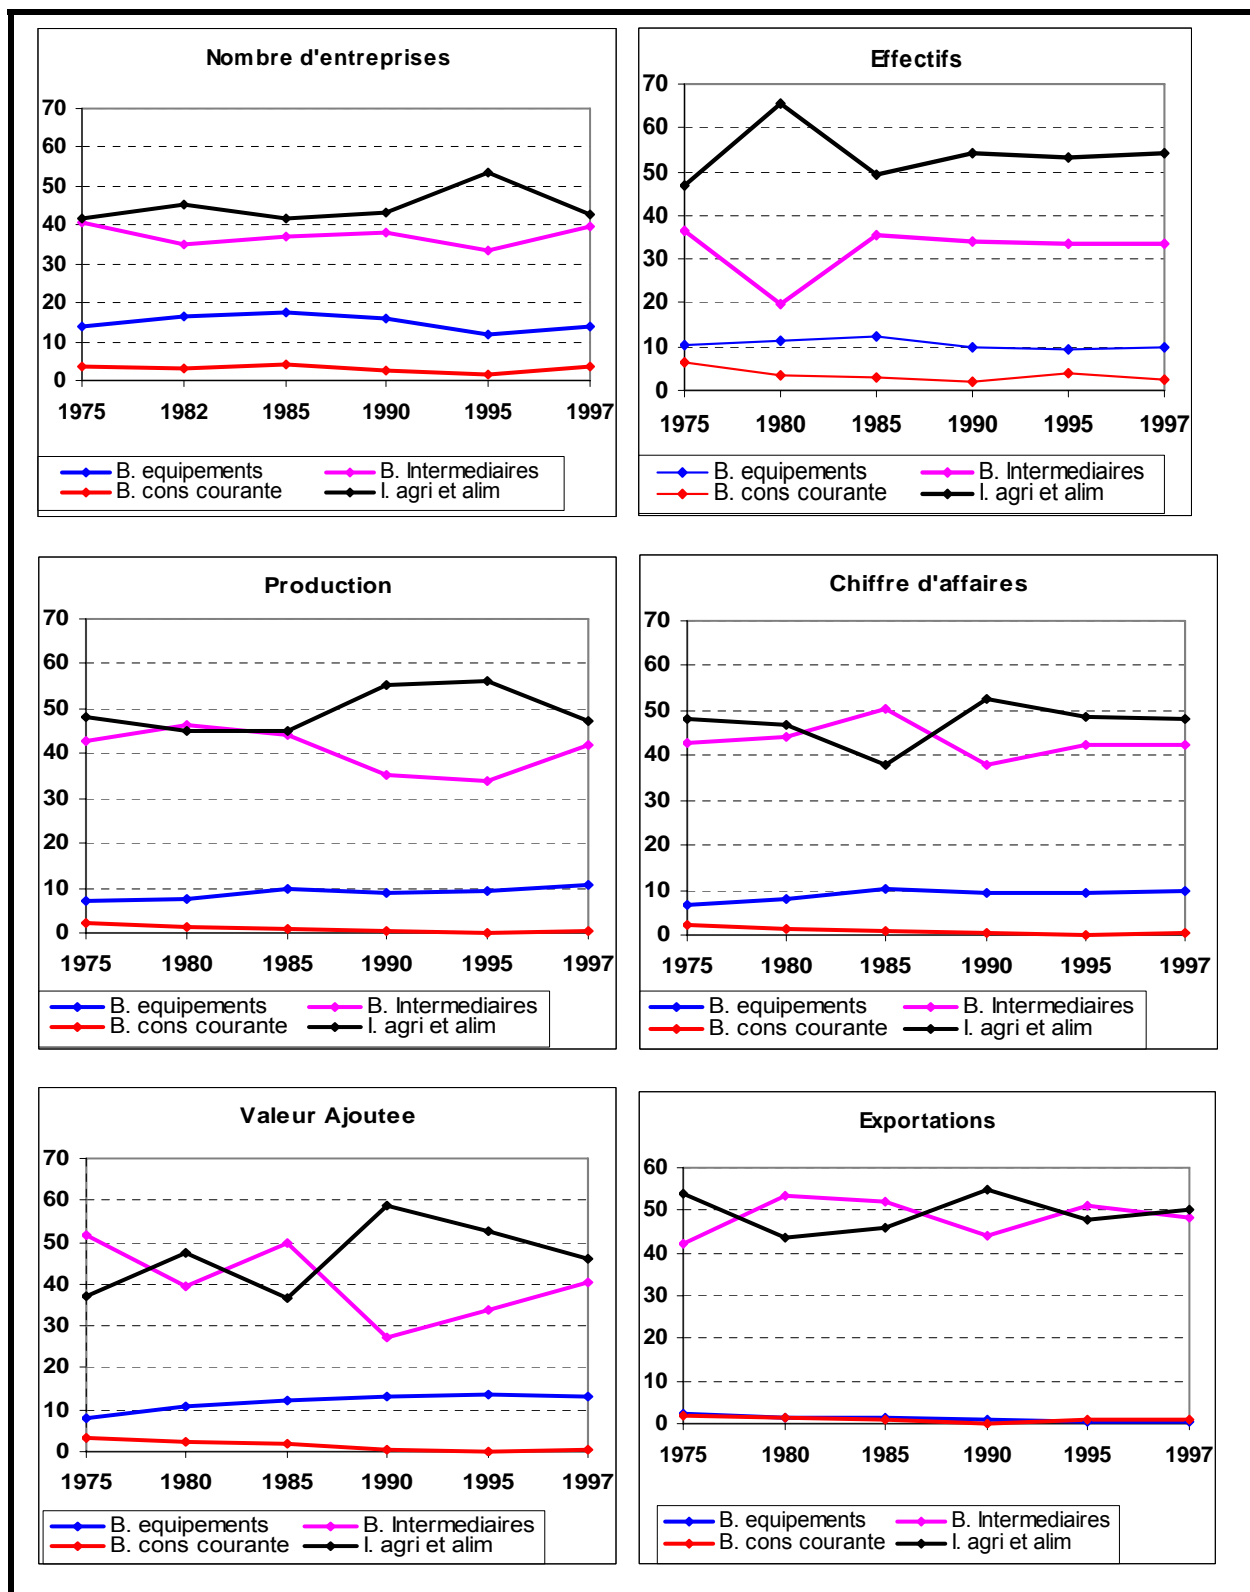 Nombre d'entreprises
70
60
50
40
30
20
10
0
1975 1982 1985 1990 1995 1997
B. equipements B. Intermediaires
B. cons courante I. agri et alim
Effectifs
70
60
50
40
30
20
10
0
1975 1980 1985 1990 1995 1997
B. equipements B. Intermediaires
B. cons courante I. agri et alim
Production
70
60
50
40
30
20
10
0
1975 1980 1985 1990 1995 1997
B. equipements B. Intermediaires
B. cons courante I. agri et alim
Chiffre d'affaires
70
60
50
40
30
20
10
0
1975 1980 1985 1990 1995 1997
B. equipements B. Intermediaires
B. cons courante I. agri et alim
Valeur Ajoutee
70
60
50
40
30
20
10
0
1975 1980 1985 1990 1995 1997
B. equipements B. Intermediaires
B. cons courante I. agri et alim
Exportations
60
50
40
30
20
10
0
1975 1980 1985 1990 1995 1997
B. equipements B. Intermediaires
B. cons courante I. agri et alim